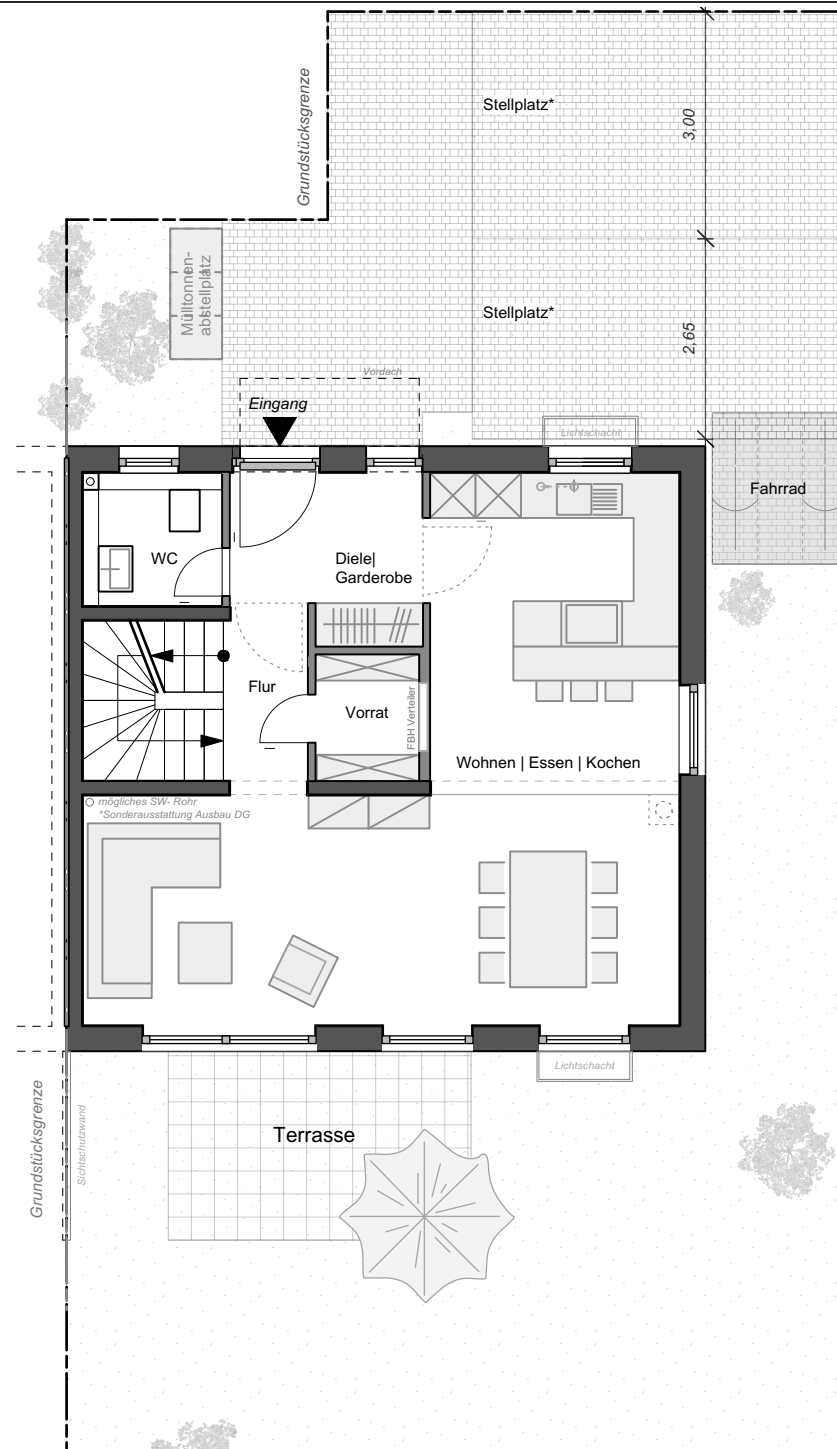 Grundstücksgrenze
Stellplatz*
3,00
Mülltonnen-
abstellplatz
Stellplatz*
2,65
Vordach
Eingang
Lichtschacht
Fahrrad
WC
Diele|
Garderobe
Flur
Vorrat
FBH Verteiler
Wohnen | Essen | Kochen
mögliches SW- Rohr
*Sonderausstattung Ausbau DG
Lichtschacht
Grundstücksgrenze
Sichtschutzwand
Terrasse